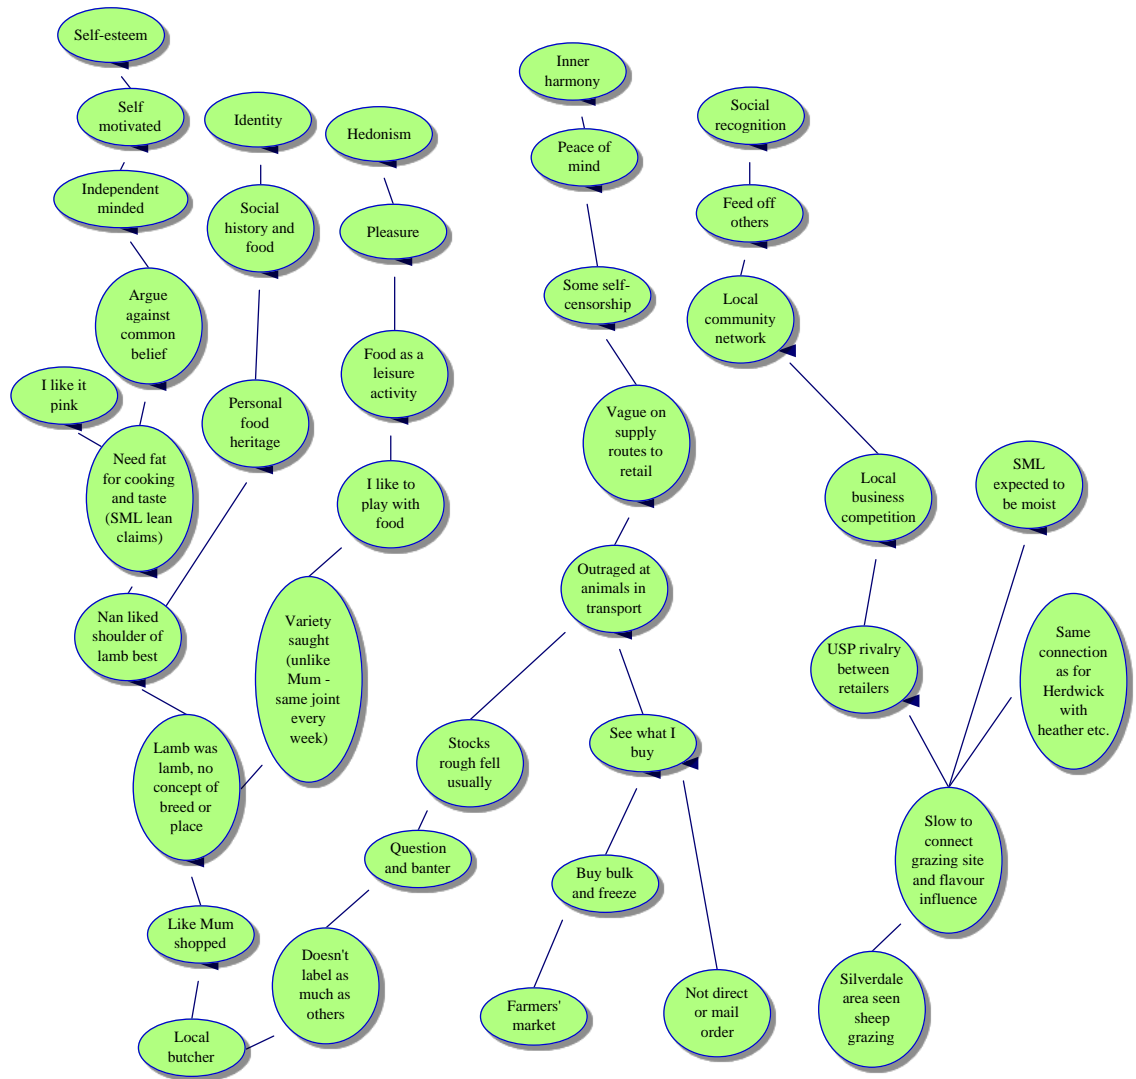 Self-esteem
Self
motivated
Independent
minded
Argue
against
common
belief
I like it
pink
Need fat
for cooking
and taste
(SML lean
claims)
Nan liked
shoulder of
lamb best
Lamb was
lamb, no
concept of
breed or
place
Like Mum
shopped
Local
butcher
Identity
Social
history and
food
Personal
food
heritage
Hedonism
Pleasure
Food as a
leisure
activity
I like to
play with
food
Variety
saught
(unlike
Mum -
same joint
every
week)
Inner
harmony
Peace of
mind
Some self-
censorship
Vague on
supply
routes to
retail
Outraged at
animals in
transport
Stocks
rough fell
usually
Question
and banter
Doesn't
label as
much as
others
See what I
buy
Buy bulk
and freeze
Farmers'
market
Not direct
or mail
order
Social
recognition
Feed off
others
Local
community
network
Local
business
competition
USP rivalry
between
retailers
SML
expected to
be moist
Same
connection
as for
Herdwick
with
heather etc.
Slow to
connect
grazing site
and flavour
influence
Silverdale
area seen
sheep
grazing